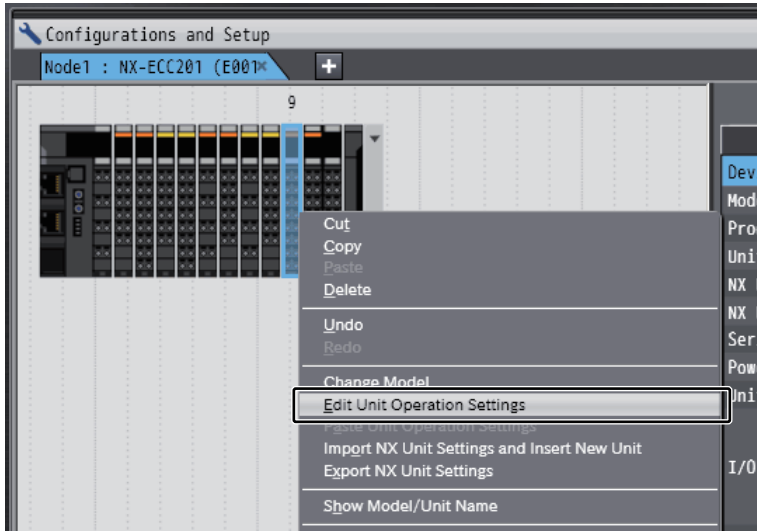 Configurations and Setup
Node1 : NX-ECC201 (E001
9
Cut
Copy
Paste
Delete
Undo
Redo
Change Model
Edit Unit Operation Settings
Paste Unit Operation Settings
Import NX Unit Settings and Insert New Unit
Export NX Unit Settings
Show Model/Unit Name
Dev
Mod
Pro
Uni
NX
NX
Ser
Pow
Uni
I/O